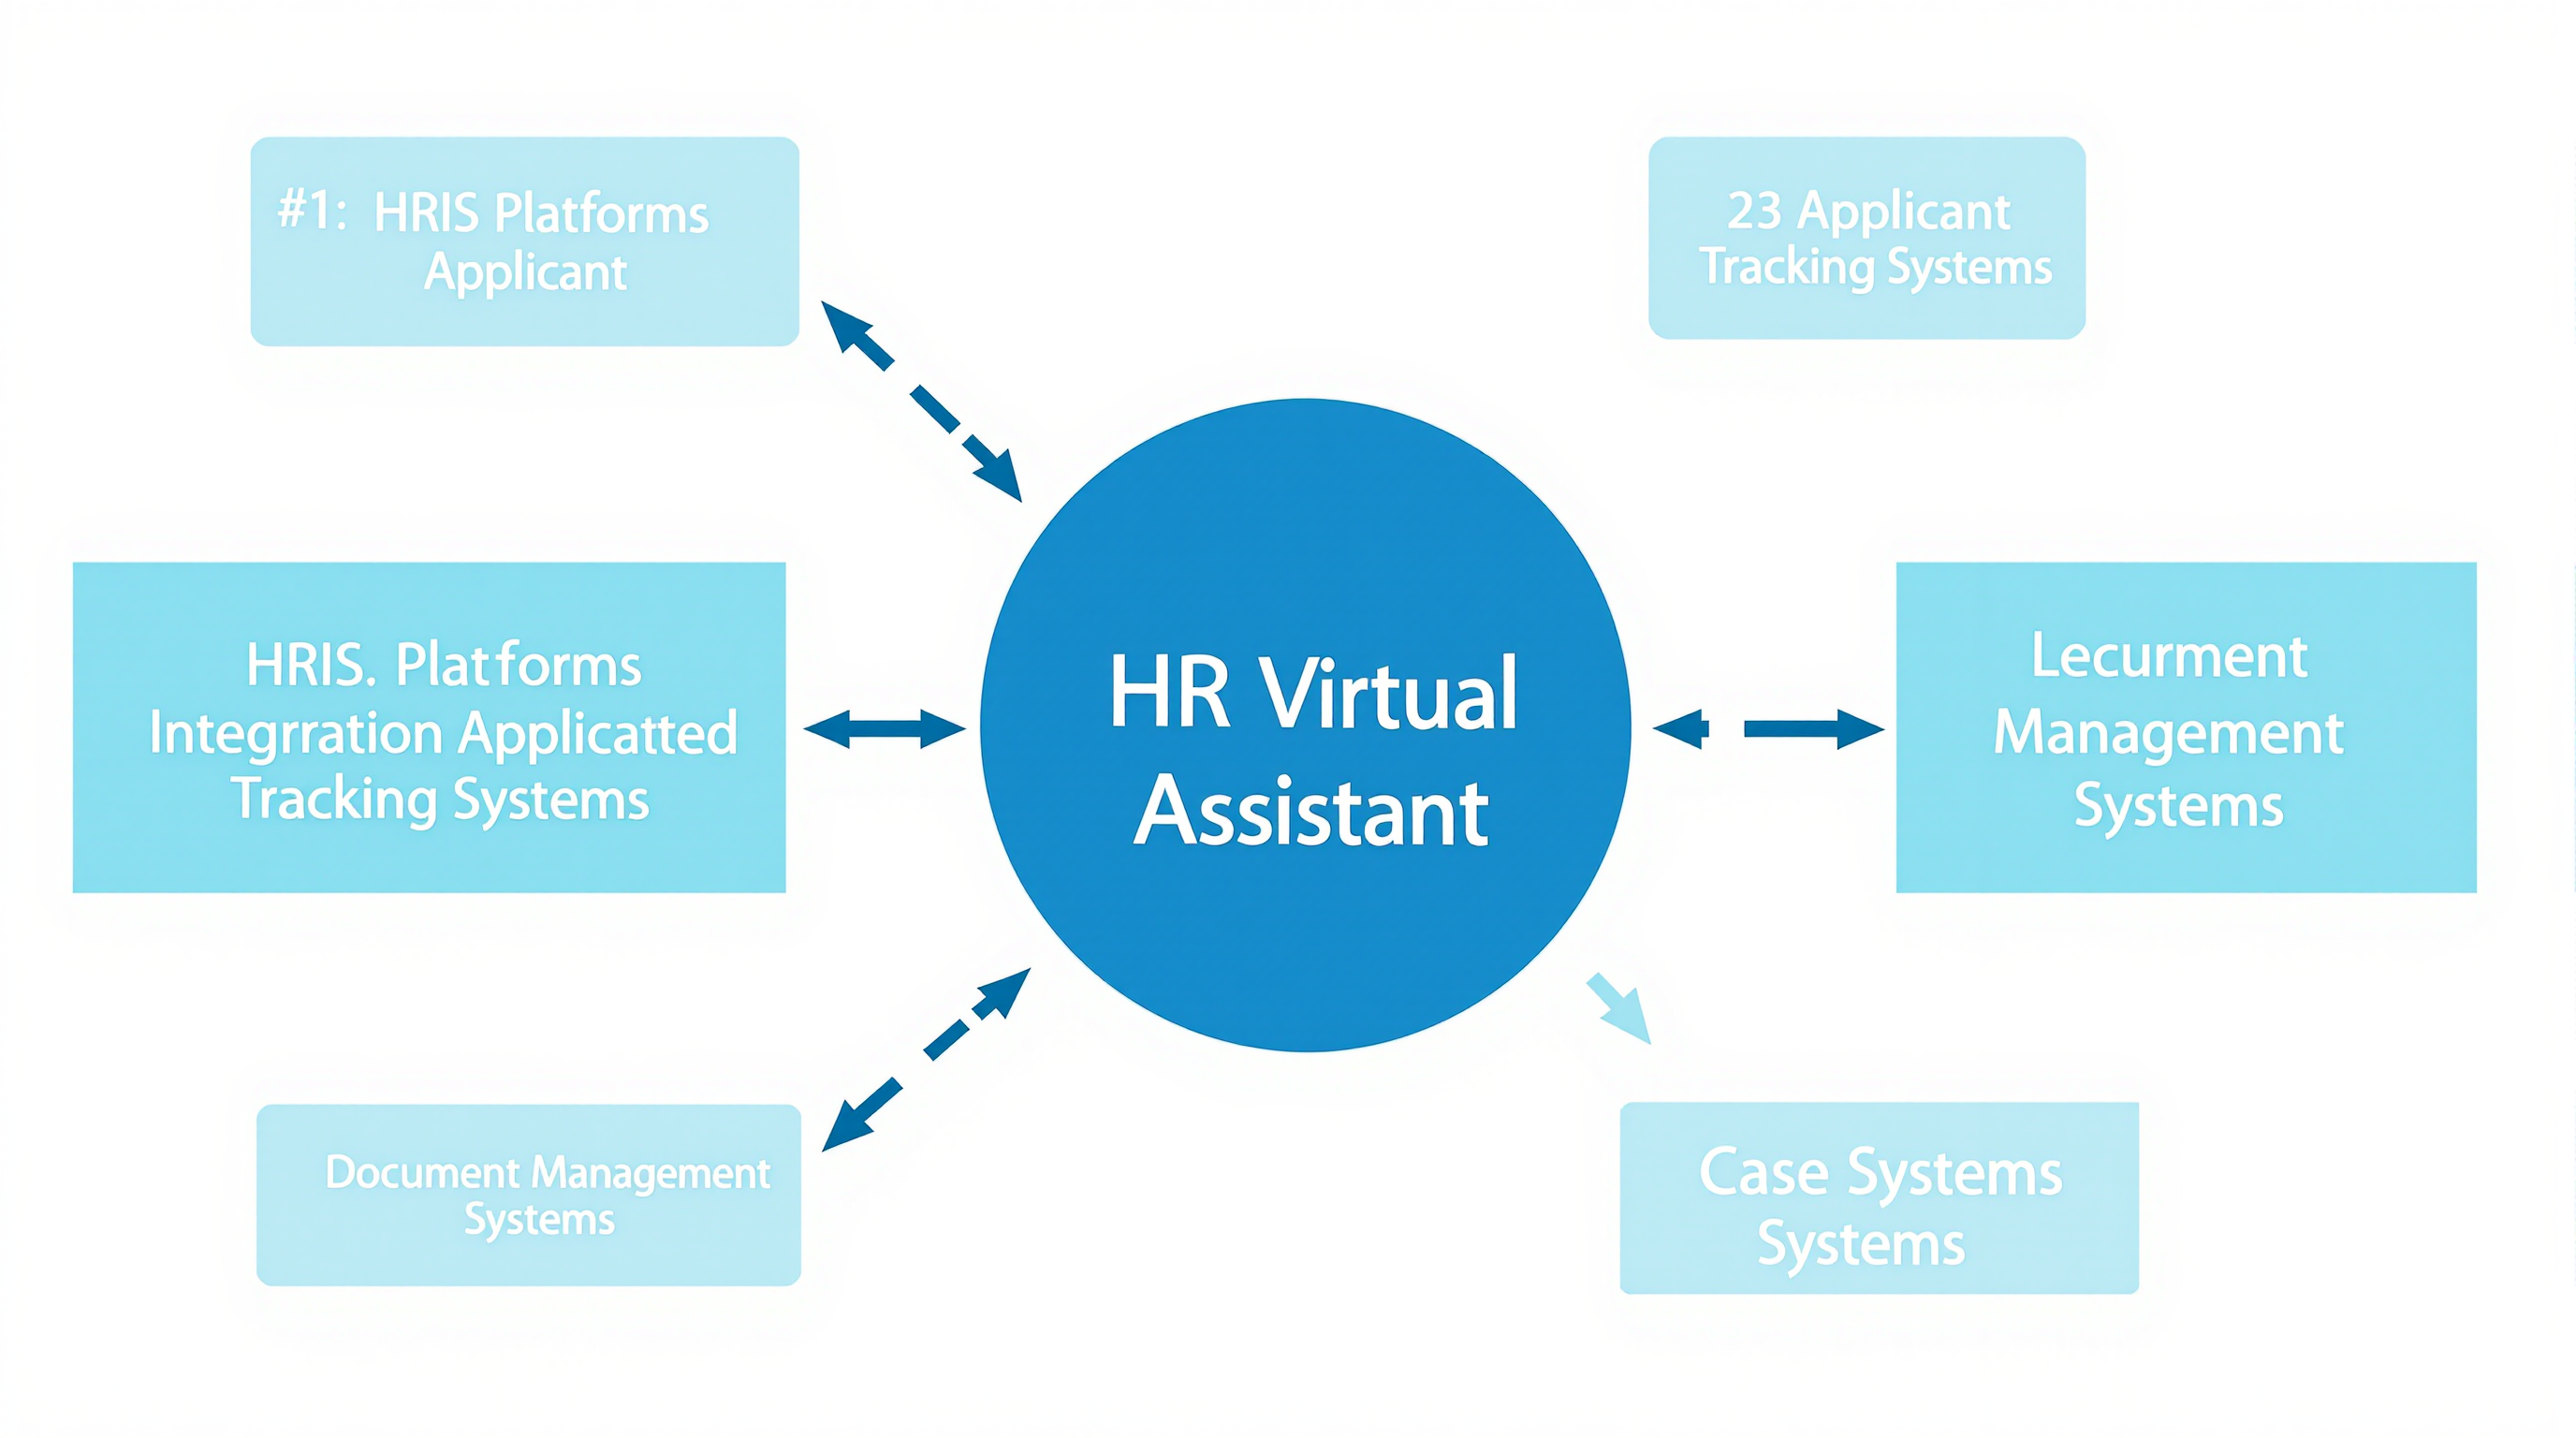 #1: HRIS Platforms
Applicant
23 Applicant
Tracking Systems
HRIS. Platforms
Integrration Applicatted
Tracking Systems
HR Virtual
Assistant
Lecurment
Management
Systems
Document Management
Systems
Case Systems
Systems